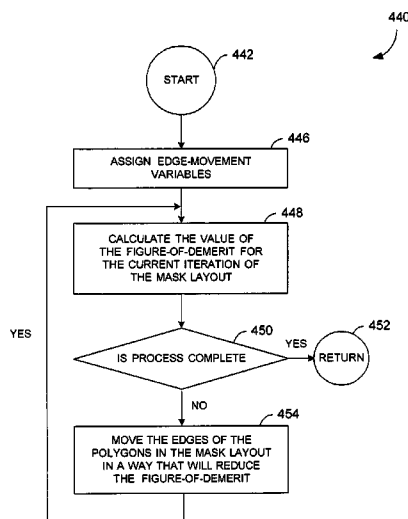 440
442
START
446
ASSIGN EDGE-MOVEMENT
VARIABLES
448
CALCULATE THE VALUE OF
THE FIGURE-OF-DEMERIT FOR
THE CURRENT ITERATION OF
THE MASK LAYOUT
YES
450
IS PROCESS COMPLETE
YES
452
RETURN
NO
454
MOVE THE EDGES OF THE
POLYGONS IN THE MASK LAYOUT
IN A WAY THAT WILL REDUCE
THE FIGURE-OF-DEMERIT